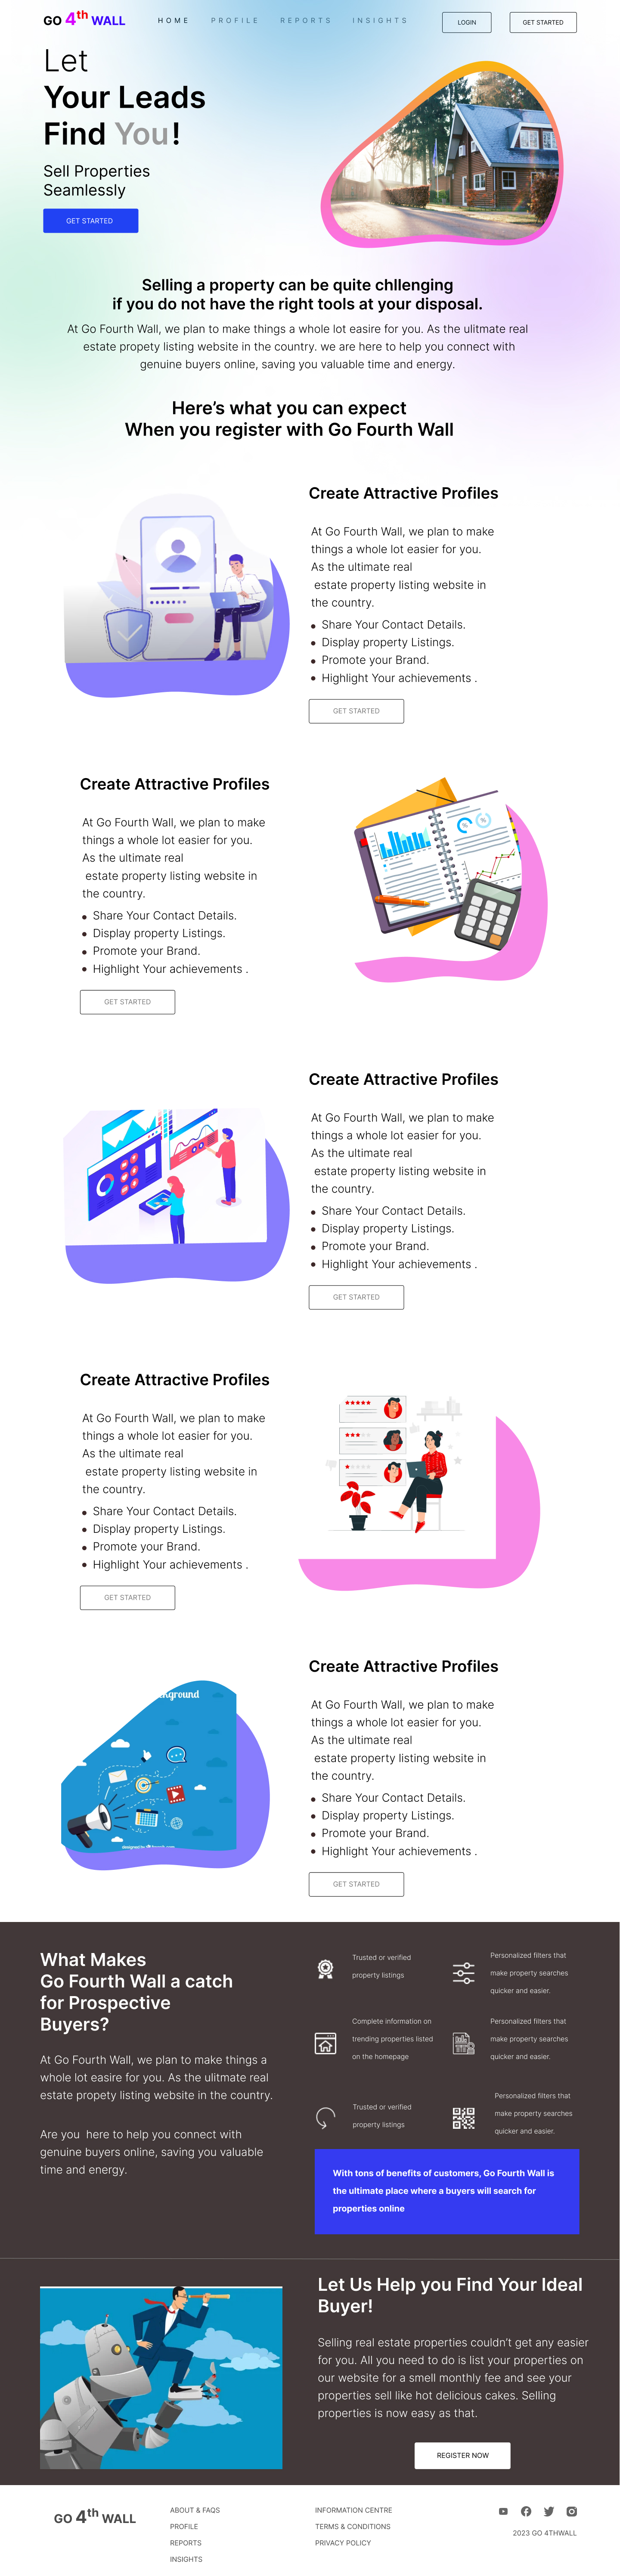 GO 4th WALL
HOME PROFILE REPORTS INSIGHTS
LOGIN
GET STARTED
Let
Your Leads
Find You!
Sell Properties
Seamlessly
GET STARTED
Selling a property can be quite chllenging
if you do not have the right tools at your disposal.
At Go Fourth Wall, we plan to make things a whole lot easire for you. As the ulitmate real
estate propety listing website in the country. we are here to help you connect with
genuine buyers online, saving you valuable time and energy.
Here’s what you can expect
When you register with Go Fourth Wall
Create Attractive Profiles
At Go Fourth Wall, we plan to make
things a whole lot easier for you.
As the ultimate real
estate property listing website in
the country.
Share Your Contact Details.
Display property Listings.
Promote your Brand.
Highlight Your achievements .
GET STARTED
Create Attractive Profiles
At Go Fourth Wall, we plan to make
things a whole lot easier for you.
As the ultimate real
estate property listing website in
the country.
Share Your Contact Details.
Display property Listings.
Promote your Brand.
Highlight Your achievements .
GET STARTED
Create Attractive Profiles
At Go Fourth Wall, we plan to make
things a whole lot easier for you.
As the ultimate real
estate property listing website in
the country.
Share Your Contact Details.
Display property Listings.
Promote your Brand.
Highlight Your achievements .
GET STARTED
Create Attractive Profiles
At Go Fourth Wall, we plan to make
things a whole lot easier for you.
As the ultimate real
estate property listing website in
the country.
Share Your Contact Details.
Display property Listings.
Promote your Brand.
Highlight Your achievements .
GET STARTED
Create Attractive Profiles
At Go Fourth Wall, we plan to make
things a whole lot easier for you.
As the ultimate real
estate property listing website in
the country.
Share Your Contact Details.
Display property Listings.
Promote your Brand.
Highlight Your achievements .
GET STARTED
What Makes
Go Fourth Wall a catch
for Prospective
Buyers?
At Go Fourth Wall, we plan to make things a
whole lot easire for you. As the ulitmate real
estate propety listing website in the country.
Are you here to help you connect with
genuine buyers online, saving you valuable
time and energy.
Trusted or verified
property listings
Personalized filters that
make property searches
quicker and easier.
Complete information on
trending properties listed
on the homepage
Personalized filters that
make property searches
quicker and easier.
Trusted or verified
property listings
Personalized filters that
make property searches
quicker and easier.
With tons of benefits of customers, Go Fourth Wall is
the ultimate place where a buyers will search for
properties online
Let Us Help you Find Your Ideal
Buyer!
Selling real estate properties couldn’t get any easier
for you. All you need to do is list your properties on
our website for a smell monthly fee and see your
properties sell like hot delicious cakes. Selling
properties is now easy as that.
REGISTER NOW
GO 4th WALL
ABOUT & FAQS
PROFILE
REPORTS
INSIGHTS
INFORMATION CENTRE
TERMS & CONDITIONS
PRIVACY POLICY
2023 GO 4THWALL